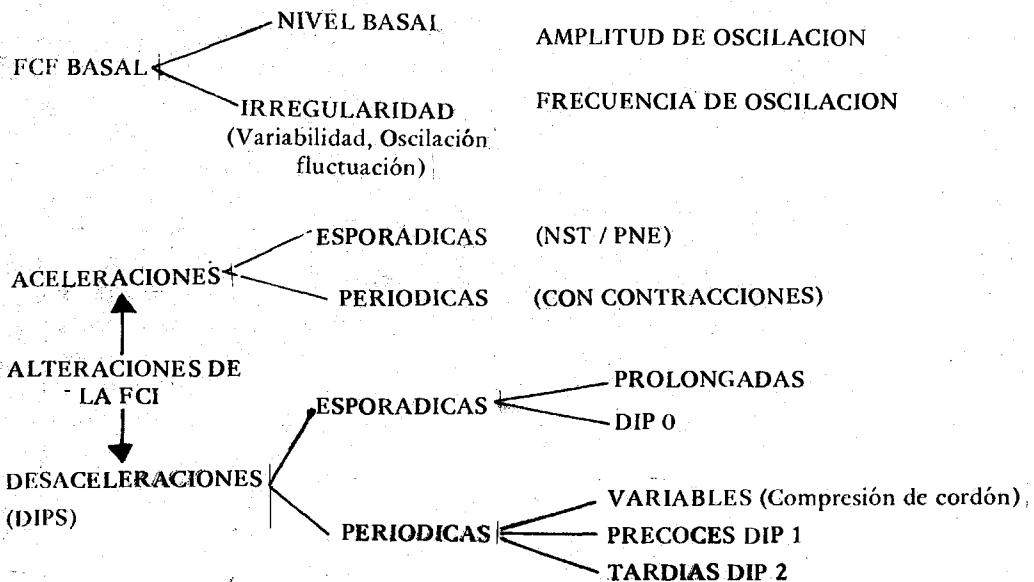 NIVEL BASAL
AMPLITUD DE OSCILACION
FCF BASAL
IRREGULARIDAD
FRECUENCIA DE OSCILACION
(Variabilidad, Oscilación
fluctuación)
ESPORADICAS (NST / PNE)
ACELERACIONES
PERIODICAS (CON CONTRACCIONES)
ALTERACIONES DE
LA FCI
PROLONGADAS
ESPORADICAS
DIP 0
DESACELERACIONES
(DIPS)
VARIABLES (Compresión de cordón)
PERIODICAS
PRECOCES DIP 1
TARDIAS DIP 2